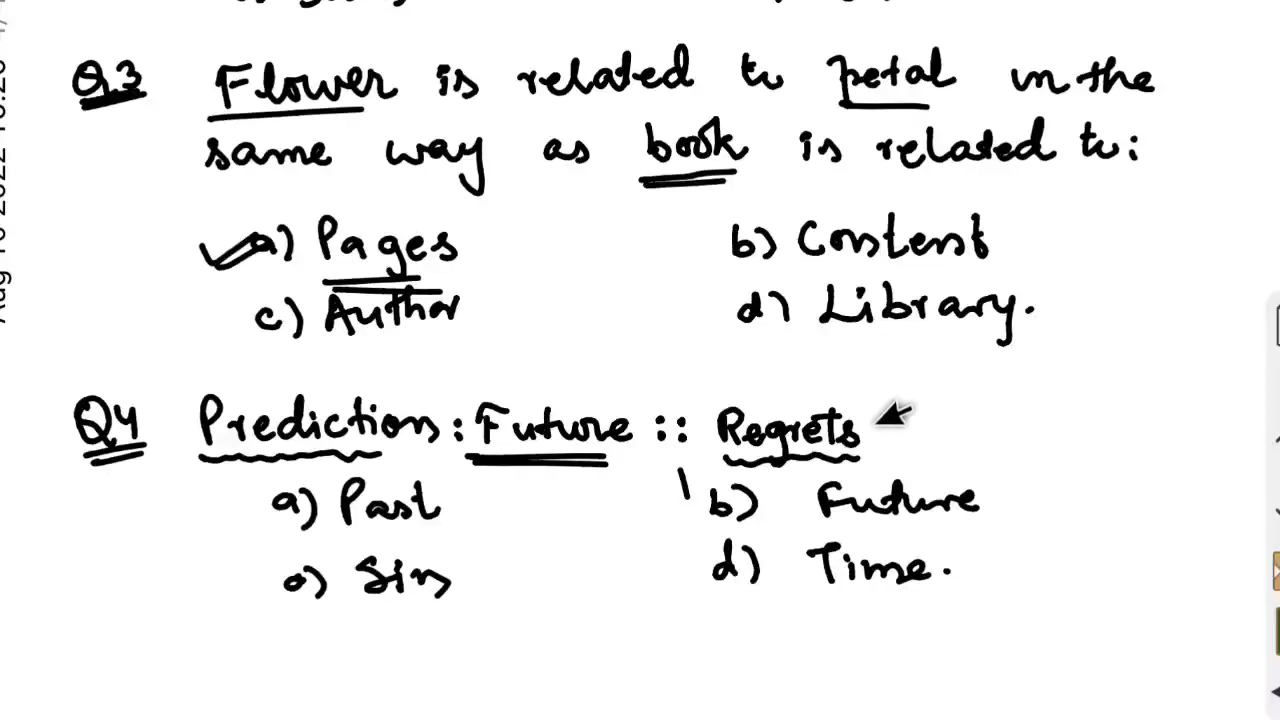 Q3 Flower is related to petal in the
same way as book is related to:
a) Pages b) Content
c) Author d) Library.
Q4 Prediction : Future :: Regrets
a) Past b) Future
c) Sin d) Time.